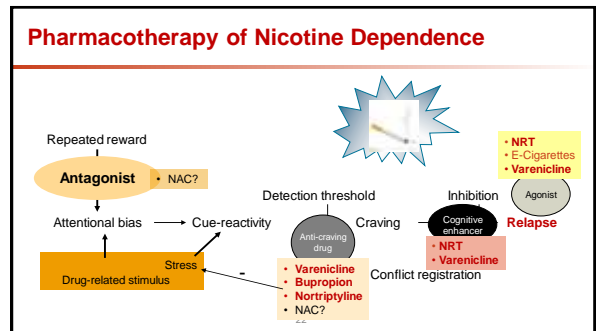 Pharmacotherapy of Nicotine Dependence
Repeated reward
Antagonist
• NAC?
Attentional bias
Cue-reactivity
Stress
Drug-related stimulus
-
Detection threshold
Anti-craving
drug
Craving
• Varenicline
• Bupropion
• Nortriptyline
• NAC?
Conflict registration
Inhibition
Cognitive
enhancer
• NRT
• Varenicline
• NRT
• E-Cigarettes
• Varenicline
Agonist
Relapse
22